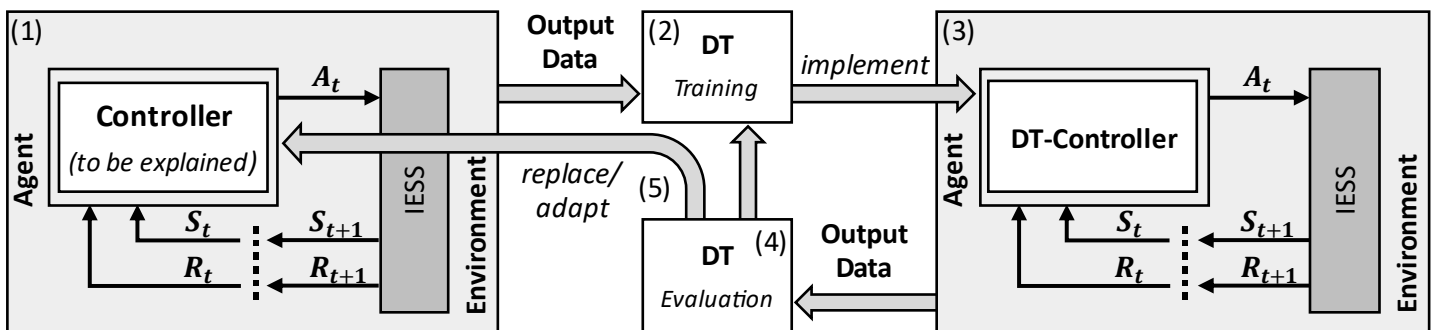 (1)
Agent
Controller
(to be explained)
A_t
IESS
Environment
S_t
S_{t+1}
R_t
R_{t+1}
Output
Data
(2)
DT
Training
implement
replace/
adapt
(5)
(4)
DT
Evaluation
Output
Data
(3)
Agent
DT-Controller
A_t
IESS
Environment
S_t
S_{t+1}
R_t
R_{t+1}